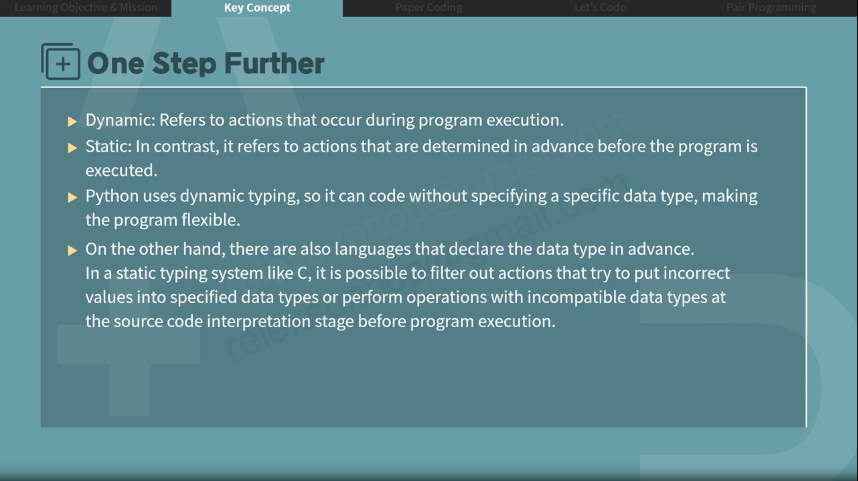 Learning Objective & Mission
Key Concept
Paper Coding
Let's Code
Pair Programming
One Step Further
Dynamic: Refers to actions that occur during program execution.
Static: In contrast, it refers to actions that are determined in advance before the program is
executed.
Python uses dynamic typing, so it can code without specifying a specific data type, making
the program flexible.
On the other hand, there are also languages that declare the data type in advance.
In a static typing system like C, it is possible to filter out actions that try to put incorrect
values into specified data types or perform operations with incompatible data types at
the source code interpretation stage before program execution.